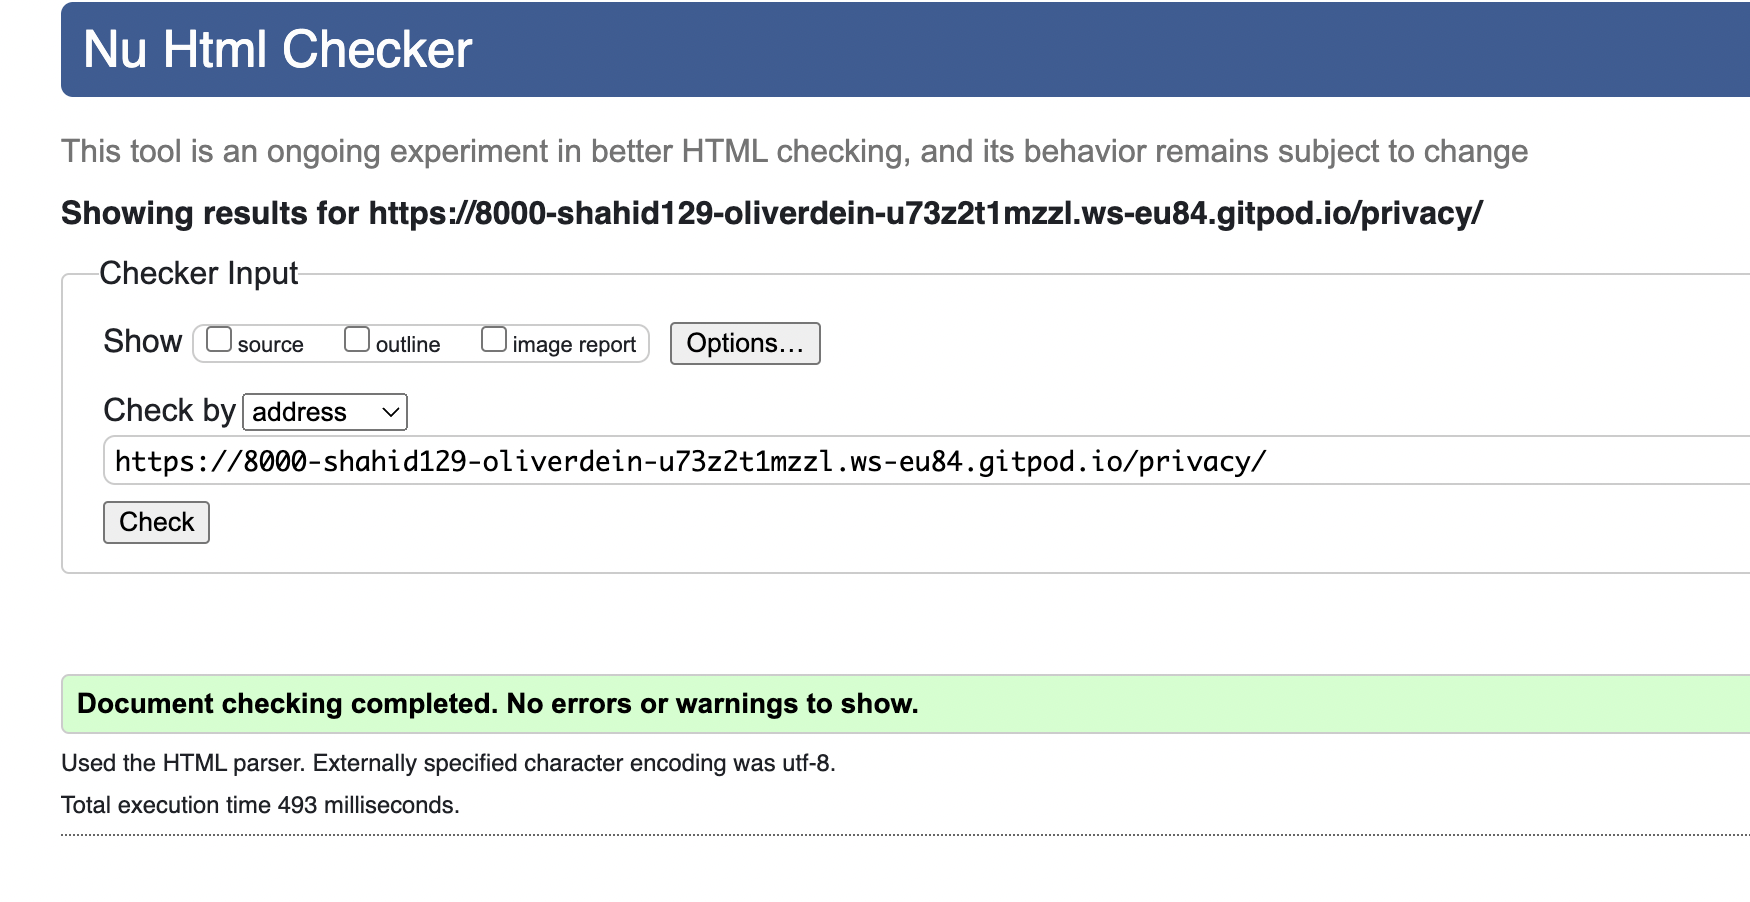 Nu Html Checker
This tool is an ongoing experiment in better HTML checking, and its behavior remains subject to change
Showing results for https://8000-shahid129-oliverdein-u73z2t1mzzl.ws-eu84.gitpod.io/privacy/
Checker Input
Show source outline image report Options...
Check by address
https://8000-shahid129-oliverdein-u73z2t1mzzl.ws-eu84.gitpod.io/privacy/
Check
Document checking completed. No errors or warnings to show.
Used the HTML parser. Externally specified character encoding was utf-8.
Total execution time 493 milliseconds.